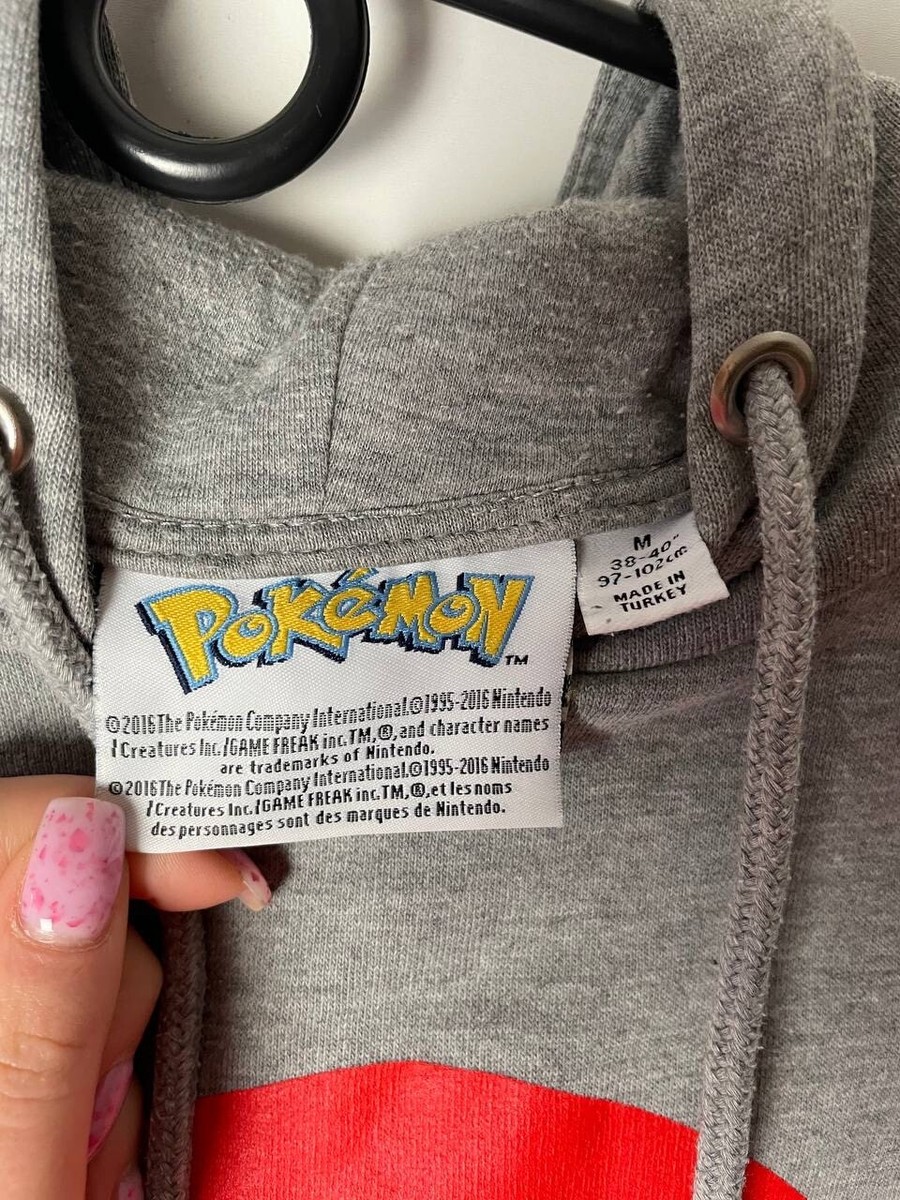 POKéMON
TM
©2016 The Pokémon Company International.©1995-2016 Nintendo
/Creatures Inc./GAME FREAK inc.TM,®,and character names
are trademarks of Nintendo.
©2016 The Pokémon Company International.©1995-2016 Nintendo
/Creatures Inc./GAME FREAK inc.TM,®,et les noms
des personnages sont des marques de Nintendo.
M
38-40"
97-102cm
MADE IN
TURKEY